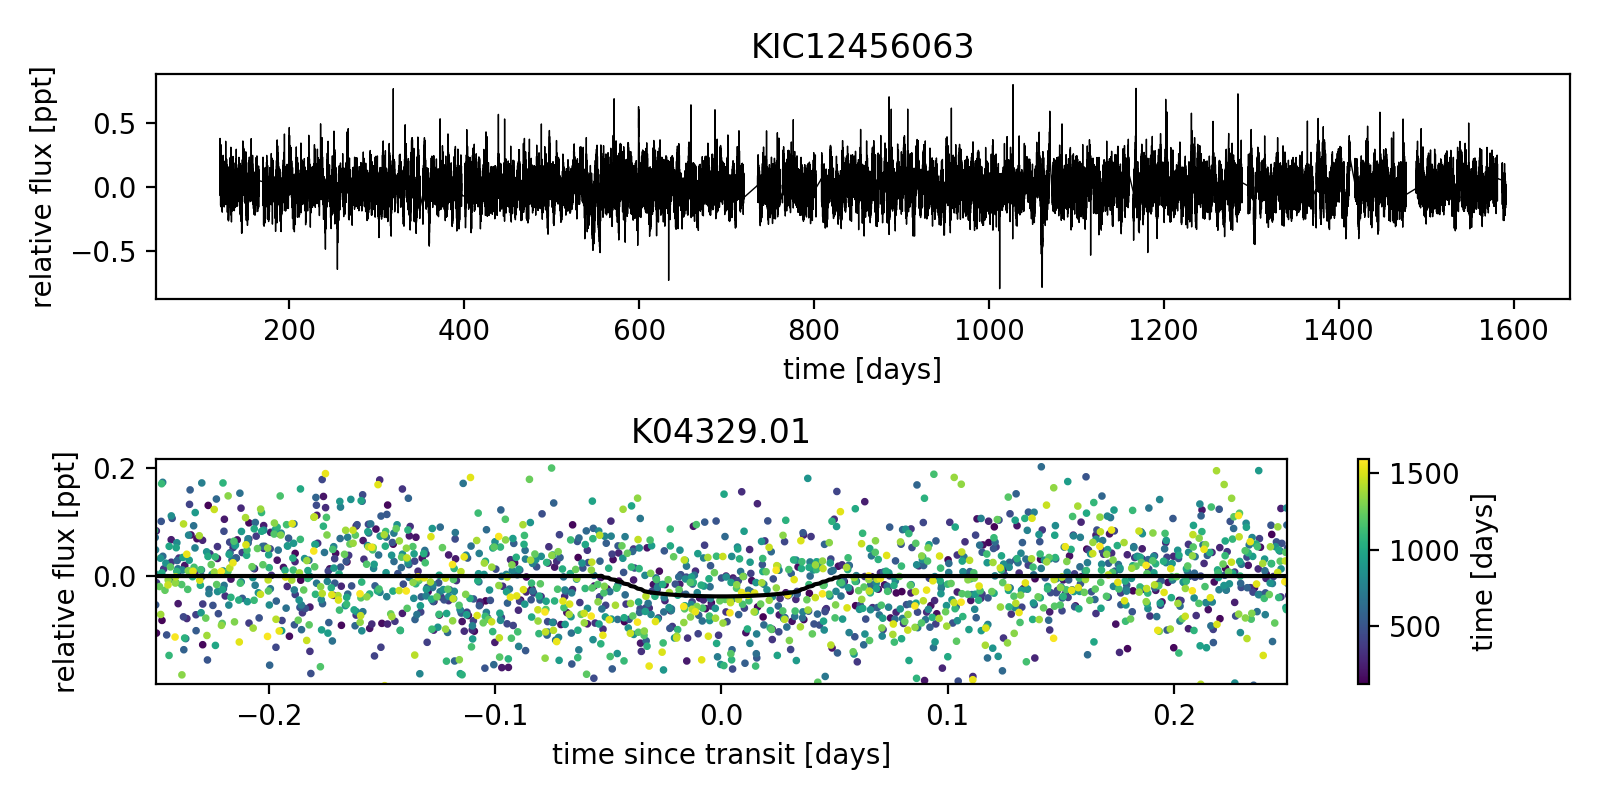 KIC12456063
relative flux [ppt]
0.5
0.0
−0.5
200 400 600 800 1000 1200 1400 1600
time [days]
K04329.01
relative flux [ppt]
0.2
0.0
−0.2 −0.1 0.0 0.1 0.2
time since transit [days]
1500
1000
500
time [days]